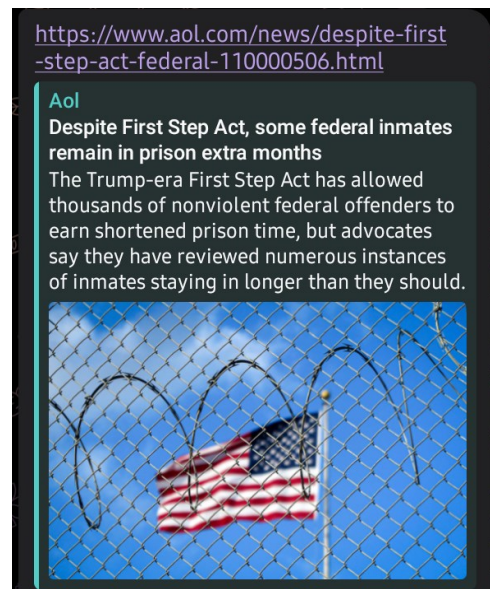 https://www.aol.com/news/despite-first
-step-act-federal-110000506.html
Aol
Despite First Step Act, some federal inmates
remain in prison extra months
The Trump-era First Step Act has allowed
thousands of nonviolent federal offenders to
earn shortened prison time, but advocates
say they have reviewed numerous instances
of inmates staying in longer than they should.